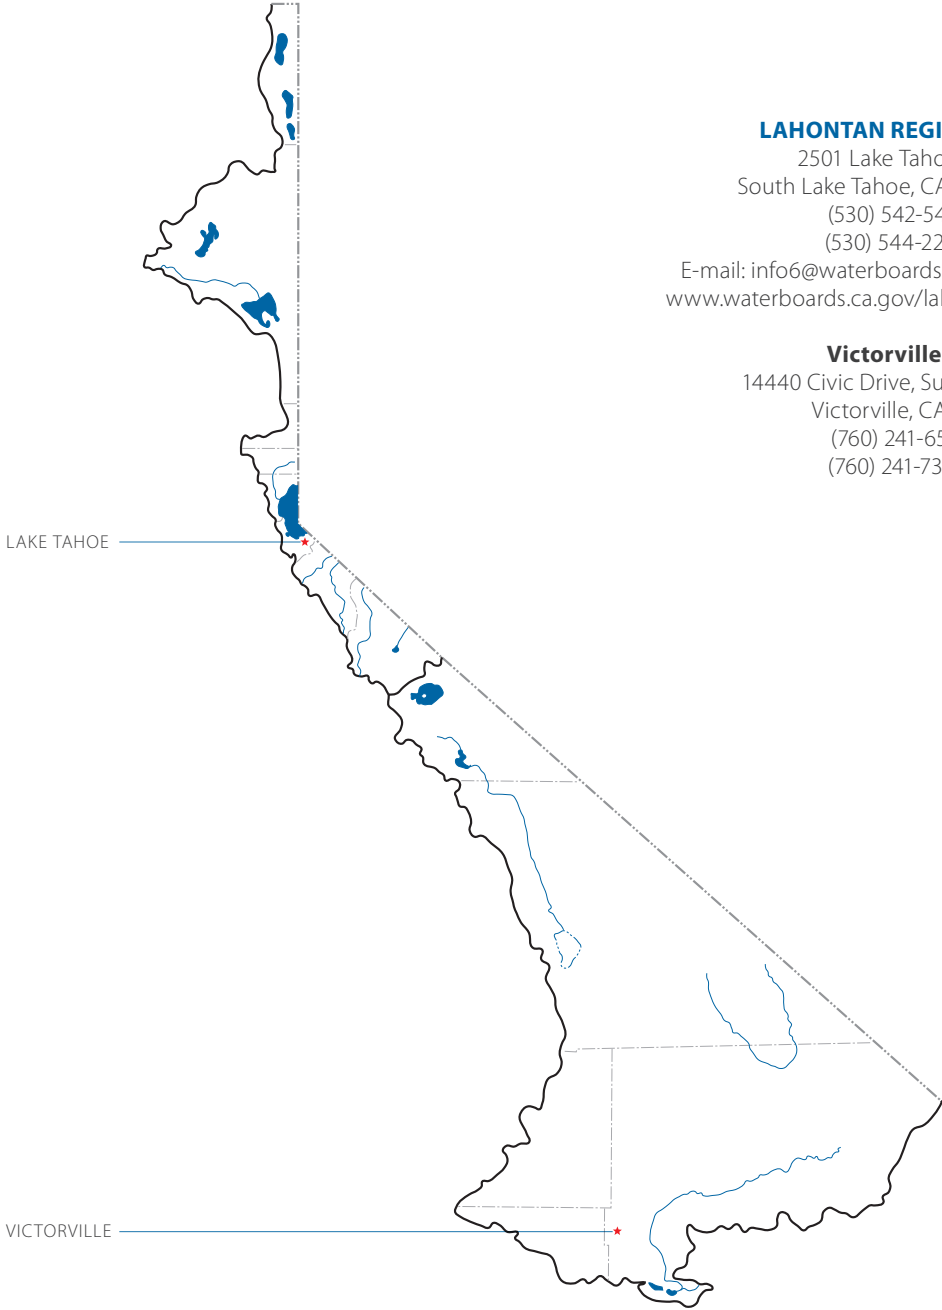 LAHONTAN REGI
2501 Lake Taho
South Lake Tahoe, CA
(530) 542-54
(530) 544-22
E-mail: info6@waterboards
www.waterboards.ca.gov/la
Victorville
14440 Civic Drive, Su
Victorville, CA
(760) 241-65
(760) 241-73
LAKE TAHOE
VICTORVILLE